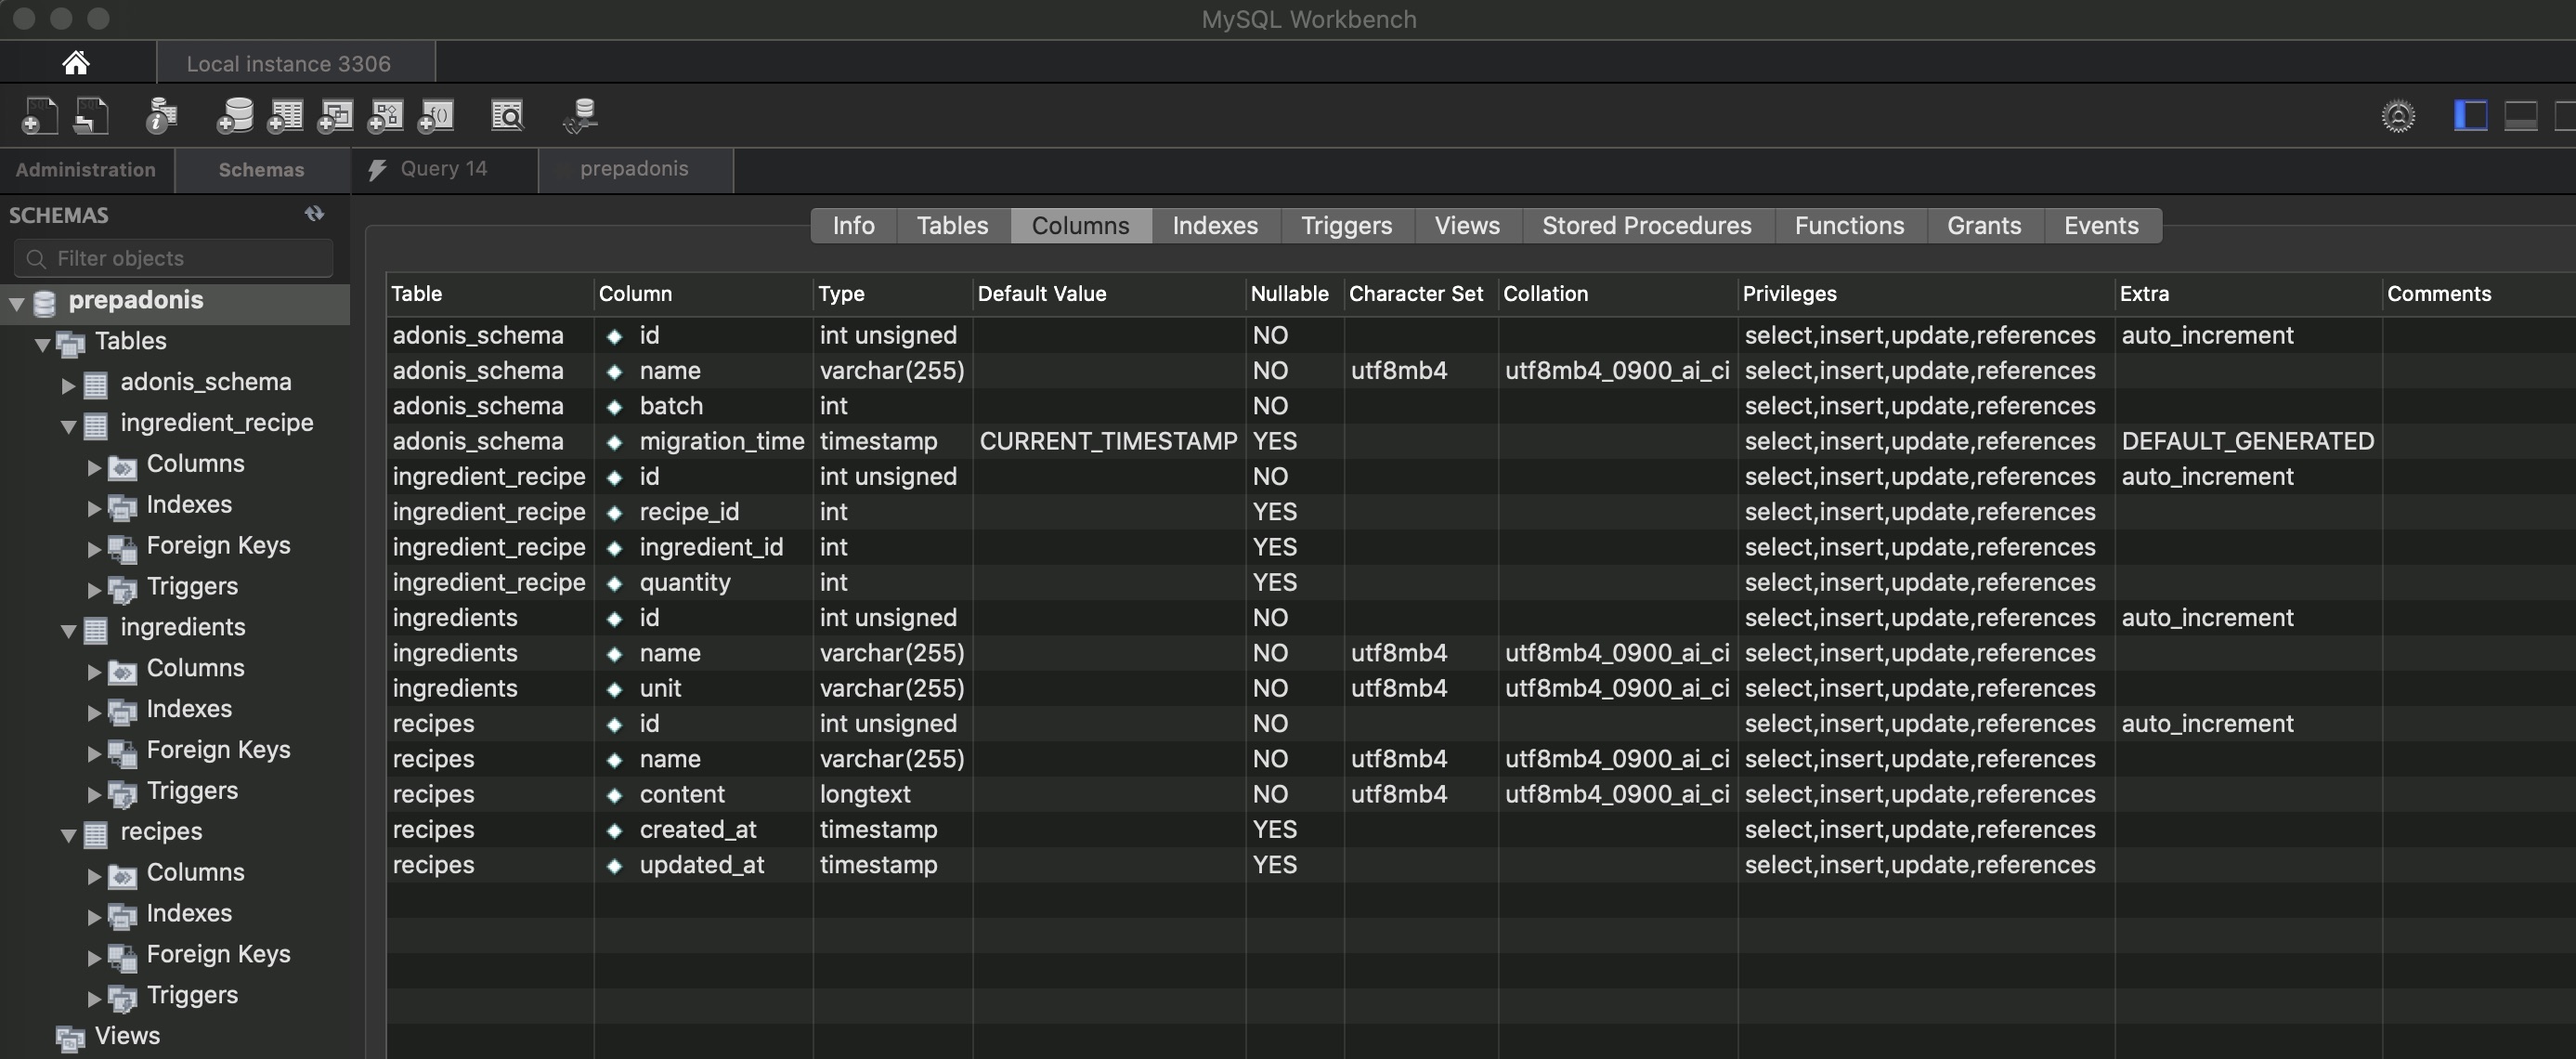 MySQL Workbench
Local instance 3306
Administration
Schemas
Query 14
prepadonis
SCHEMAS
Filter objects
prepadonis
Tables
adonis_schema
ingredient_recipe
Columns
Indexes
Foreign Keys
Triggers
ingredients
Columns
Indexes
Foreign Keys
Triggers
recipes
Columns
Indexes
Foreign Keys
Triggers
Views
Info Tables Columns Indexes Triggers Views Stored Procedures Functions Grants Events
Table Column Type Default Value Nullable Character Set Collation Privileges Extra Comments
adonis_schema id int unsigned NO select,insert,update,references auto_increment
adonis_schema name varchar(255) NO utf8mb4 utf8mb4_0900_ai_ci select,insert,update,references
adonis_schema batch int NO select,insert,update,references
adonis_schema migration_time timestamp CURRENT_TIMESTAMP YES select,insert,update,references DEFAULT_GENERATED
ingredient_recipe id int unsigned NO select,insert,update,references auto_increment
ingredient_recipe recipe_id int YES select,insert,update,references
ingredient_recipe ingredient_id int YES select,insert,update,references
ingredient_recipe quantity int YES select,insert,update,references
ingredients id int unsigned NO select,insert,update,references auto_increment
ingredients name varchar(255) NO utf8mb4 utf8mb4_0900_ai_ci select,insert,update,references
ingredients unit varchar(255) NO utf8mb4 utf8mb4_0900_ai_ci select,insert,update,references
recipes id int unsigned NO select,insert,update,references auto_increment
recipes name varchar(255) NO utf8mb4 utf8mb4_0900_ai_ci select,insert,update,references
recipes content longtext NO utf8mb4 utf8mb4_0900_ai_ci select,insert,update,references
recipes created_at timestamp YES select,insert,update,references
recipes updated_at timestamp YES select,insert,update,references